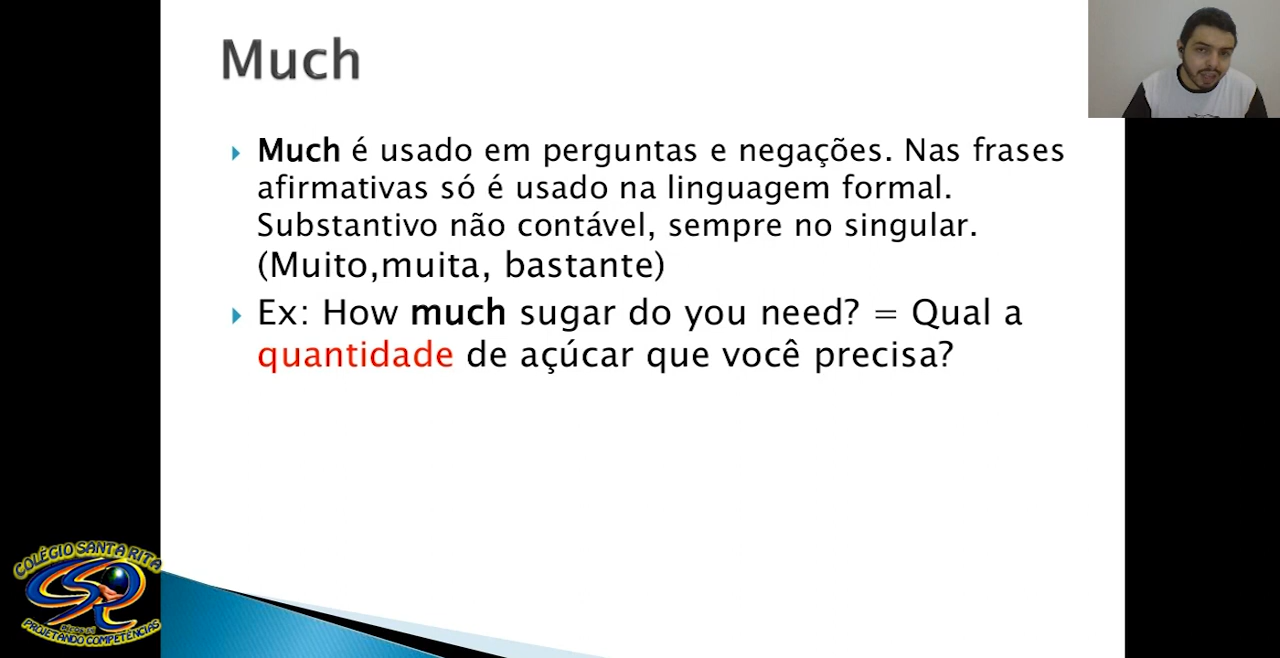 Much
Much é usado em perguntas e negações. Nas frases
afirmativas só é usado na linguagem formal.
Substantivo não contável, sempre no singular.
(Muito,muita, bastante)
Ex: How much sugar do you need? = Qual a
quantidade de açúcar que você precisa?
COLÉGIO SANTA RITA
PROJETANDO COMPETÊNCIAS